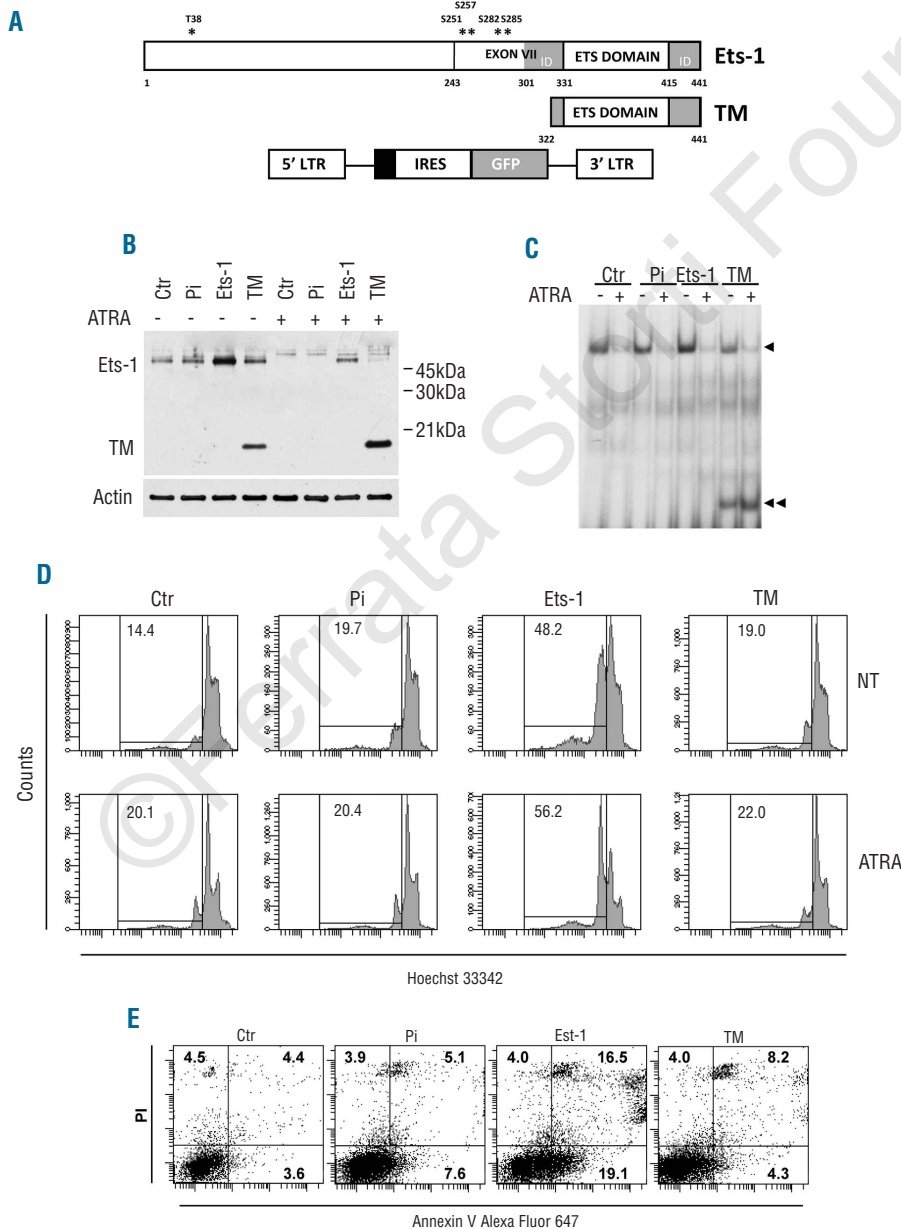 A
T38
S257
S251 S282 S285
* ** **
EXON VII ID ETS DOMAIN ID Ets-1
1 243 301 331 415 441
ETS DOMAIN TM
322 441
5’ LTR IRES GFP 3’ LTR
B
Ctr Pi Ets-1 TM Ctr Pi Ets-1 TM
ATRA - - - - + + + +
Ets-1
45kDa
30kDa
21kDa
TM
Actin
C
Ctr Pi Ets-1 TM
ATRA - + - + - + - +
D
Ctr Pi Ets-1 TM
14.4 19.7 48.2 19.0
NT
20.1 20.4 56.2 22.0
ATRA
Counts
Hoechst 33342
E
Ctr Pi Est-1 TM
4.5 4.4 3.9 5.1 4.0 16.5 4.0 8.2
PI
3.6 7.6 19.1 4.3
Annexin V Alexa Fluor 647
©Ferrata Storti Foun